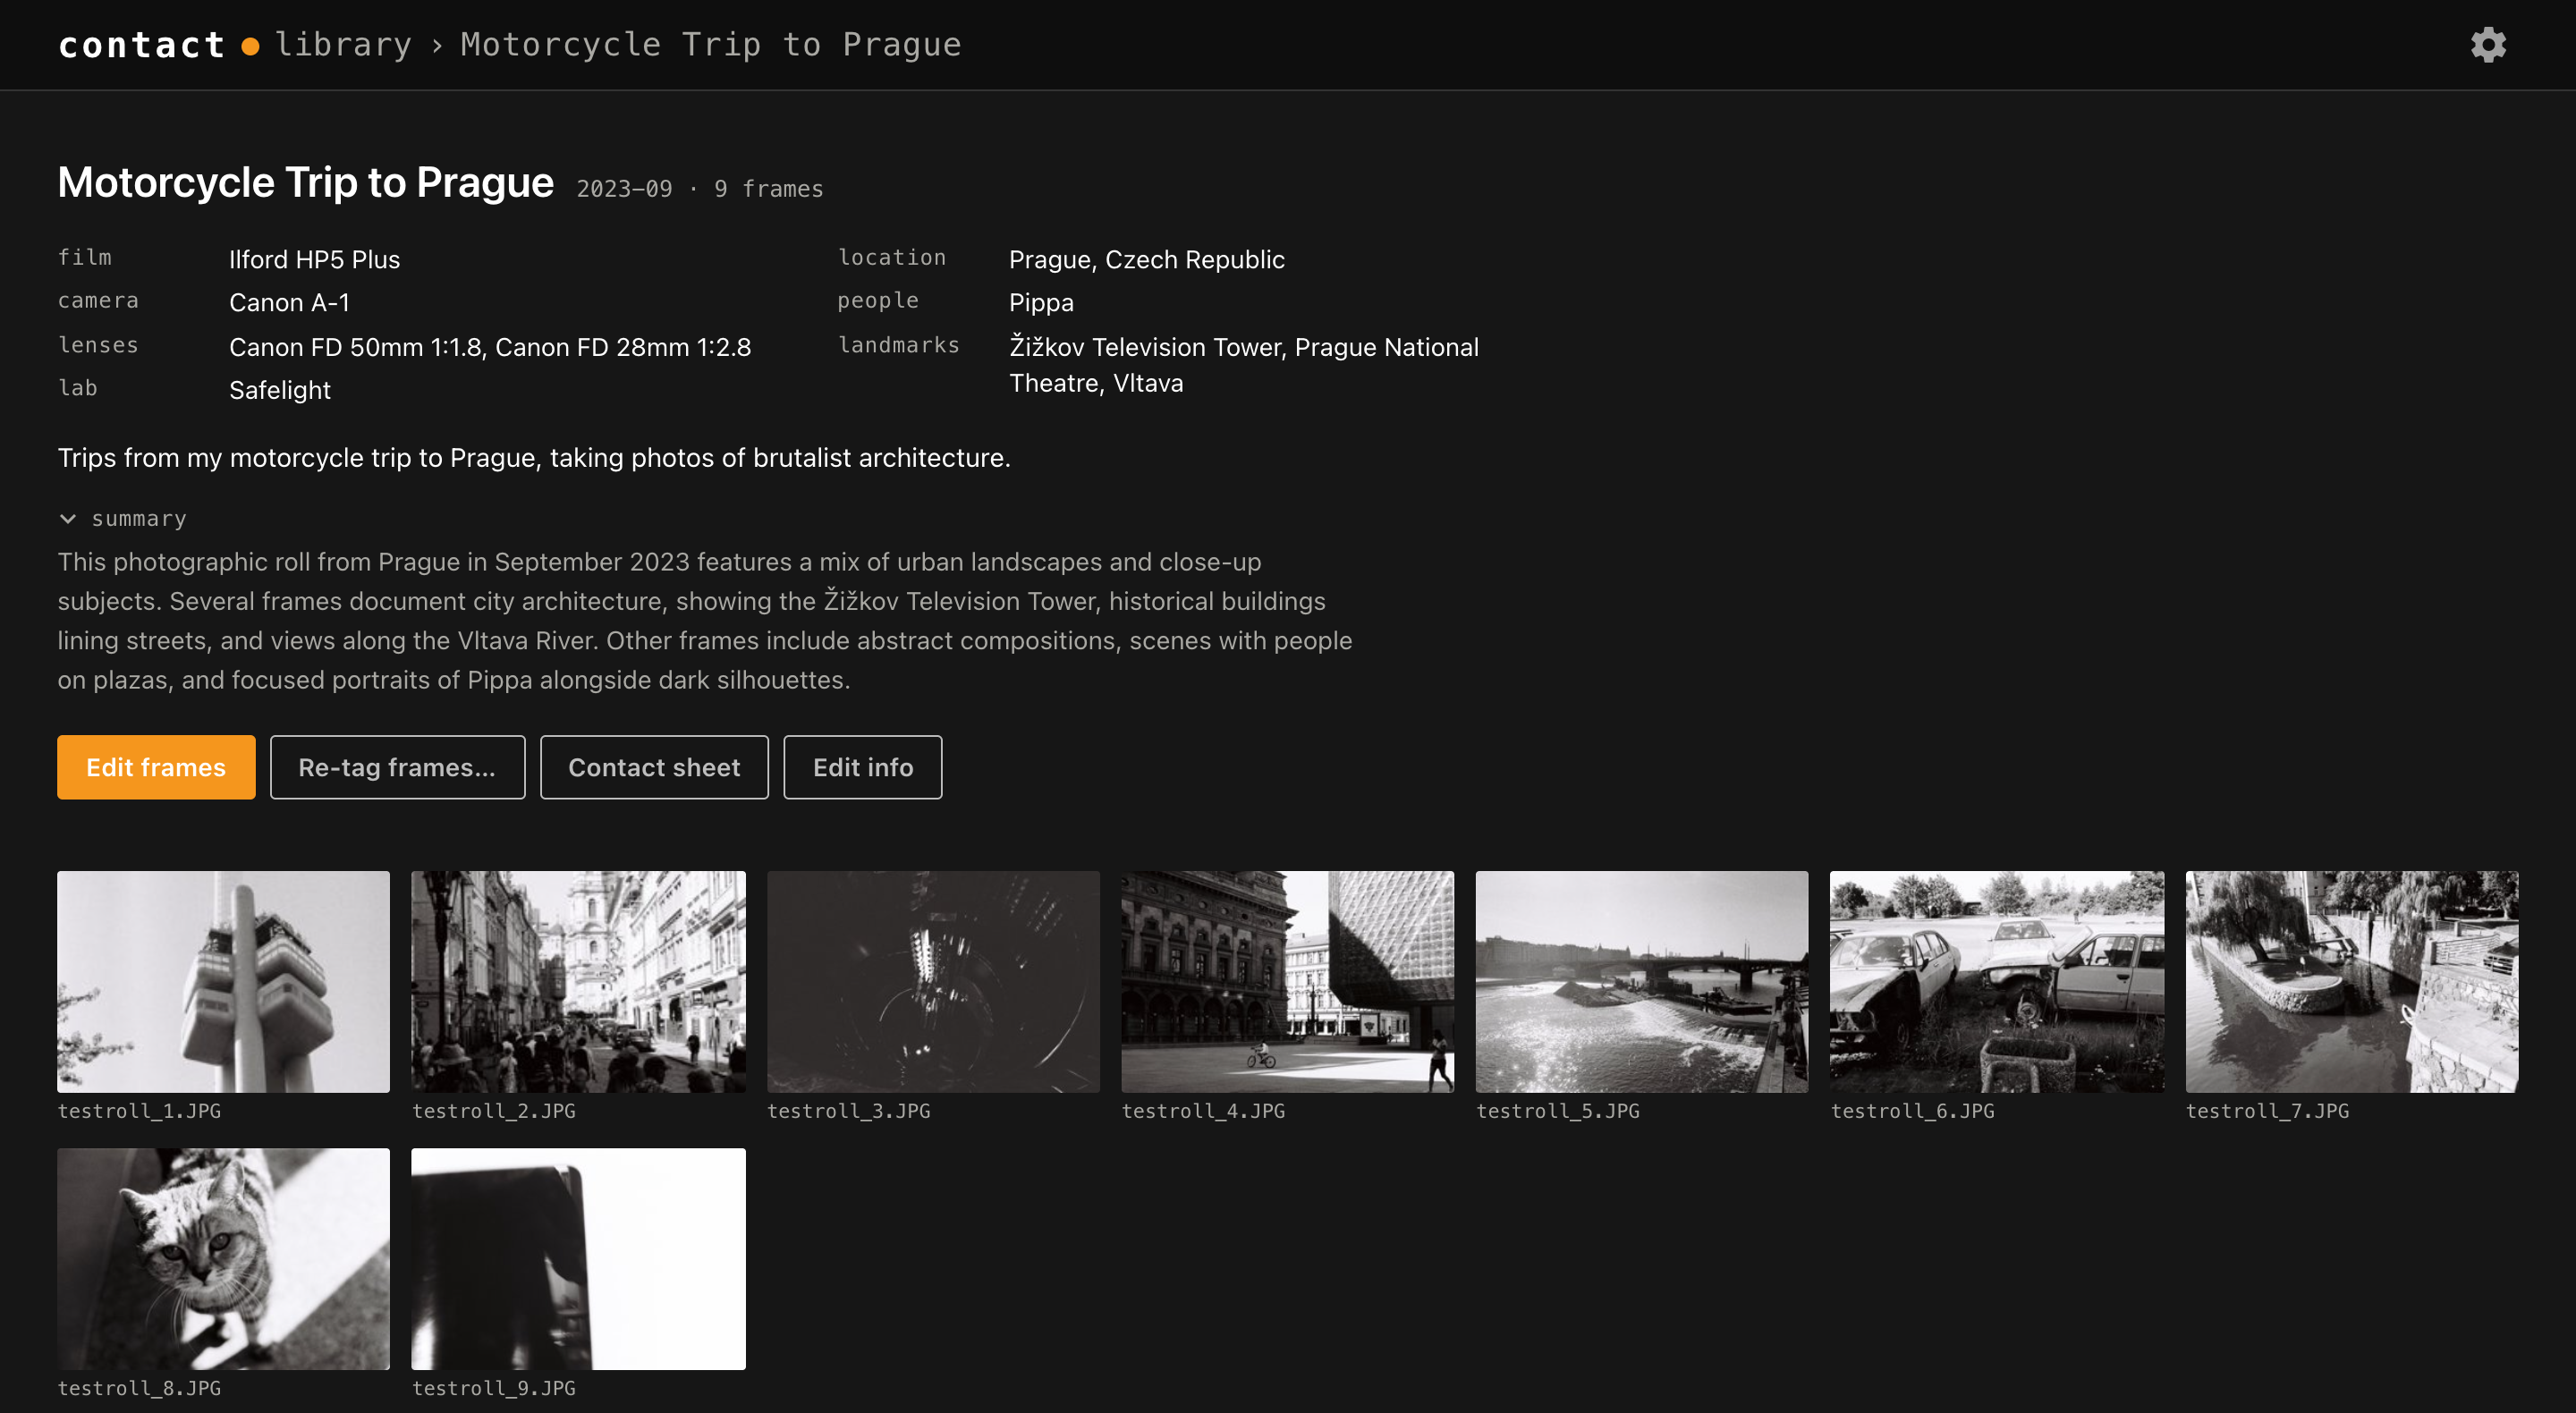 contact library › Motorcycle Trip to Prague
Motorcycle Trip to Prague 2023–09 · 9 frames
film Ilford HP5 Plus
camera Canon A-1
lenses Canon FD 50mm 1:1.8, Canon FD 28mm 1:2.8
lab Safelight
location Prague, Czech Republic
people Pippa
landmarks Žižkov Television Tower, Prague National
Theatre, Vltava
Trips from my motorcycle trip to Prague, taking photos of brutalist architecture.
summary
This photographic roll from Prague in September 2023 features a mix of urban landscapes and close-up
subjects. Several frames document city architecture, showing the Žižkov Television Tower, historical buildings
lining streets, and views along the Vltava River. Other frames include abstract compositions, scenes with people
on plazas, and focused portraits of Pippa alongside dark silhouettes.
Edit frames Re-tag frames... Contact sheet Edit info
testroll_1.JPG testroll_2.JPG testroll_3.JPG testroll_4.JPG testroll_5.JPG testroll_6.JPG testroll_7.JPG
testroll_8.JPG testroll_9.JPG